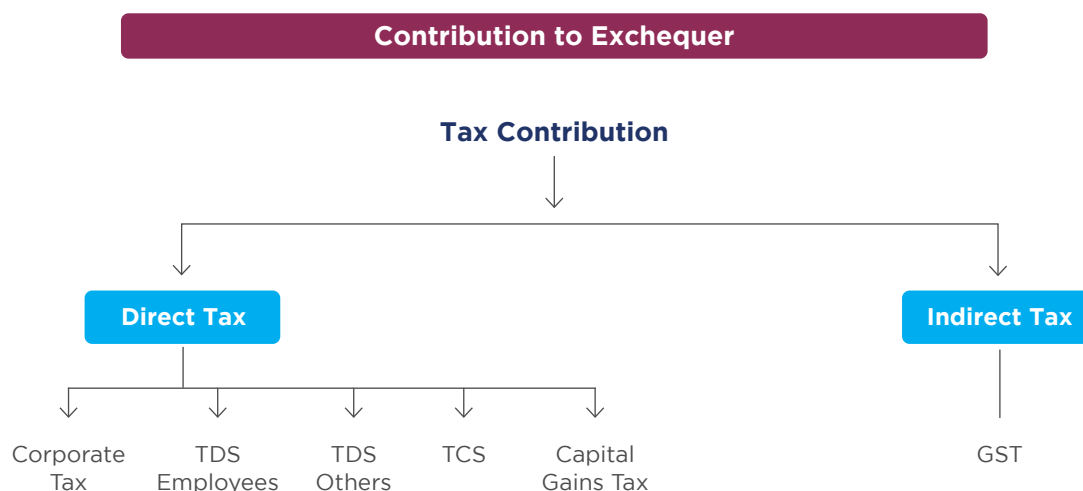 Contribution to Exchequer
Tax Contribution
Direct Tax
Indirect Tax
Corporate
Tax
TDS
Employees
TDS
Others
TCS
Capital
Gains Tax
GST